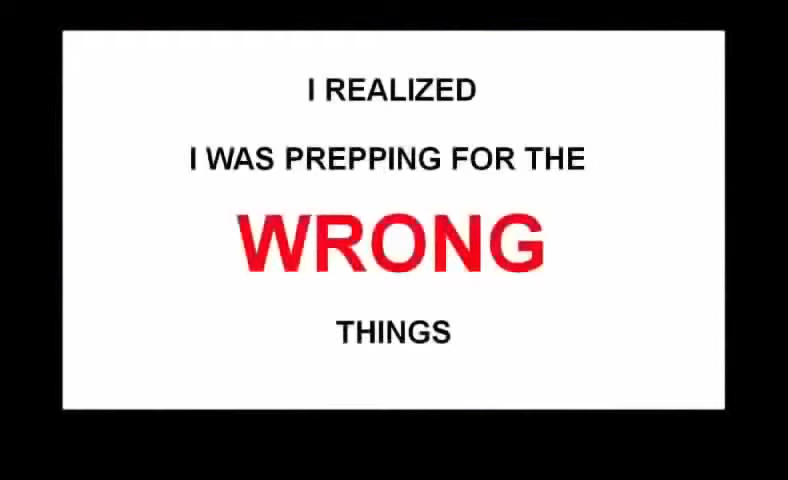 I REALIZED
I WAS PREPPING FOR THE
WRONG
THINGS